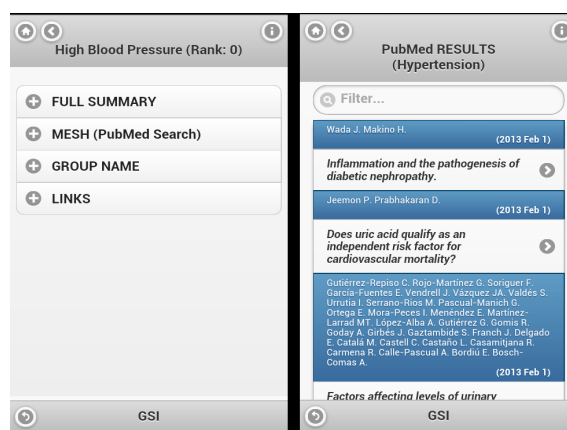 High Blood Pressure (Rank: 0)
FULL SUMMARY
MESH (PubMed Search)
GROUP NAME
LINKS
GSI
PubMed RESULTS
(Hypertension)
Filter...
Wada J. Makino H.
(2013 Feb 1)
Inflammation and the pathogenesis of
diabetic nephropathy.
Jeemon P. Prabhakaran D.
(2013 Feb 1)
Does uric acid qualify as an
independent risk factor for
cardiovascular mortality?
Gutiérrez-Repiso C. Rojo-Martínez G. Soriguer F.
García-Fuentes E. Vendrell J. Vázquez JA. Valdés S.
Urrutia I. Serrano-Ríos M. Pascual-Manich G.
Ortega E. Mora-Peces I. Menéndez E. Martínez-
Larrad MT. López-Alba A. Gutiérrez G. Gomis R.
Goday A. Girbés J. Gaztambide S. Franch J. Delgado
E. Catalá M. Castell C. Castaño L. Casamitjana R.
Carmena R. Calle-Pascual A. Bordiú E. Bosch-
Comas A.
(2013 Feb 1)
Factors affecting levels of urinary
GSI